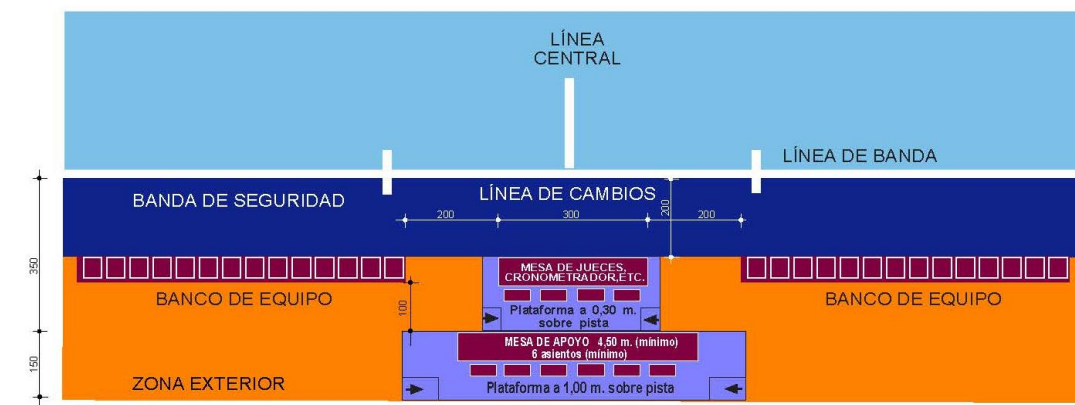 LÍNEA
CENTRAL
LÍNEA DE BANDA
BANDA DE SEGURIDAD
LÍNEA DE CAMBIOS
200
300
200
200
350
MESA DE JUECES,
CRONOMETRADOR,ETC.
BANCO DE EQUIPO
BANCO DE EQUIPO
100
Plataforma a 0,30 m.
sobre pista
MESA DE APOYO 4,50 m. (mínimo)
6 asientos (mínimo)
150
ZONA EXTERIOR
Plataforma a 1,00 m. sobre pista